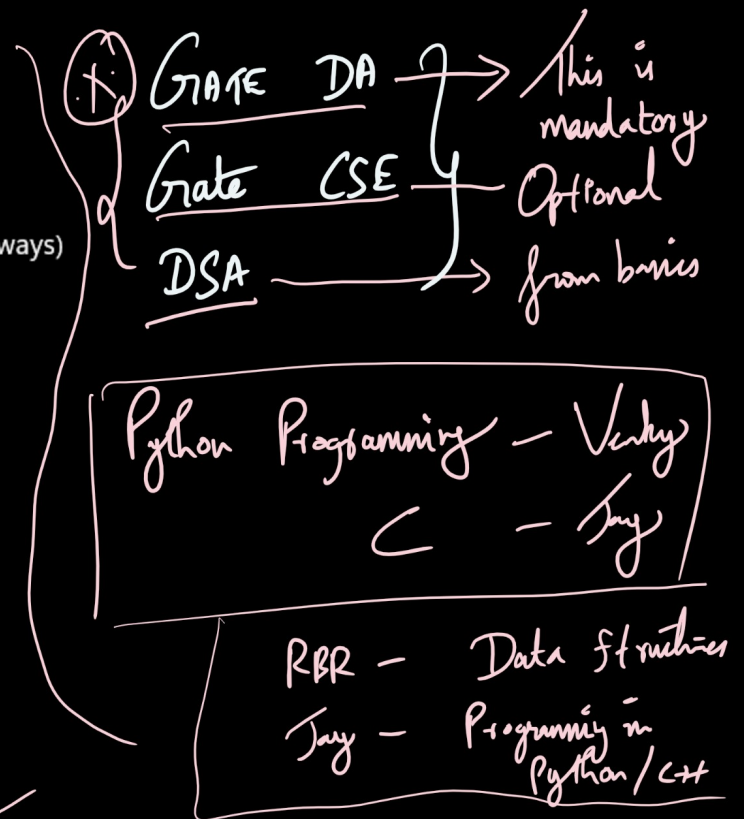 GATE DA → This is
mandatory
Gate CSE — Optional
ways)
DSA → from basics
Python Programming — Venky
C — Jay
RBR — Data Structures
Jay — Programming in
Python / C++